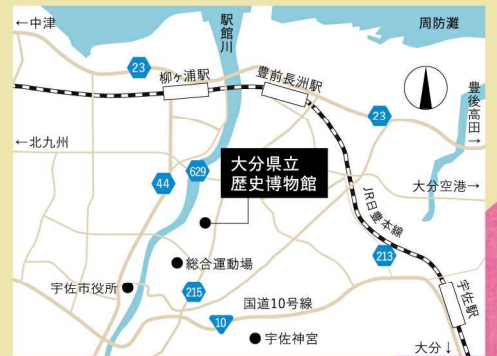 ←中津
駅館川
周防灘
23
柳ヶ浦駅
豊前長洲駅
豊後高田→
23
←北九州
629
44
大分県立
歴史博物館
大分空港→
JR日豊本線
213
総合運動場
宇佐市役所
215
国道10号線
宇佐駅
10
宇佐神宮
大分↓